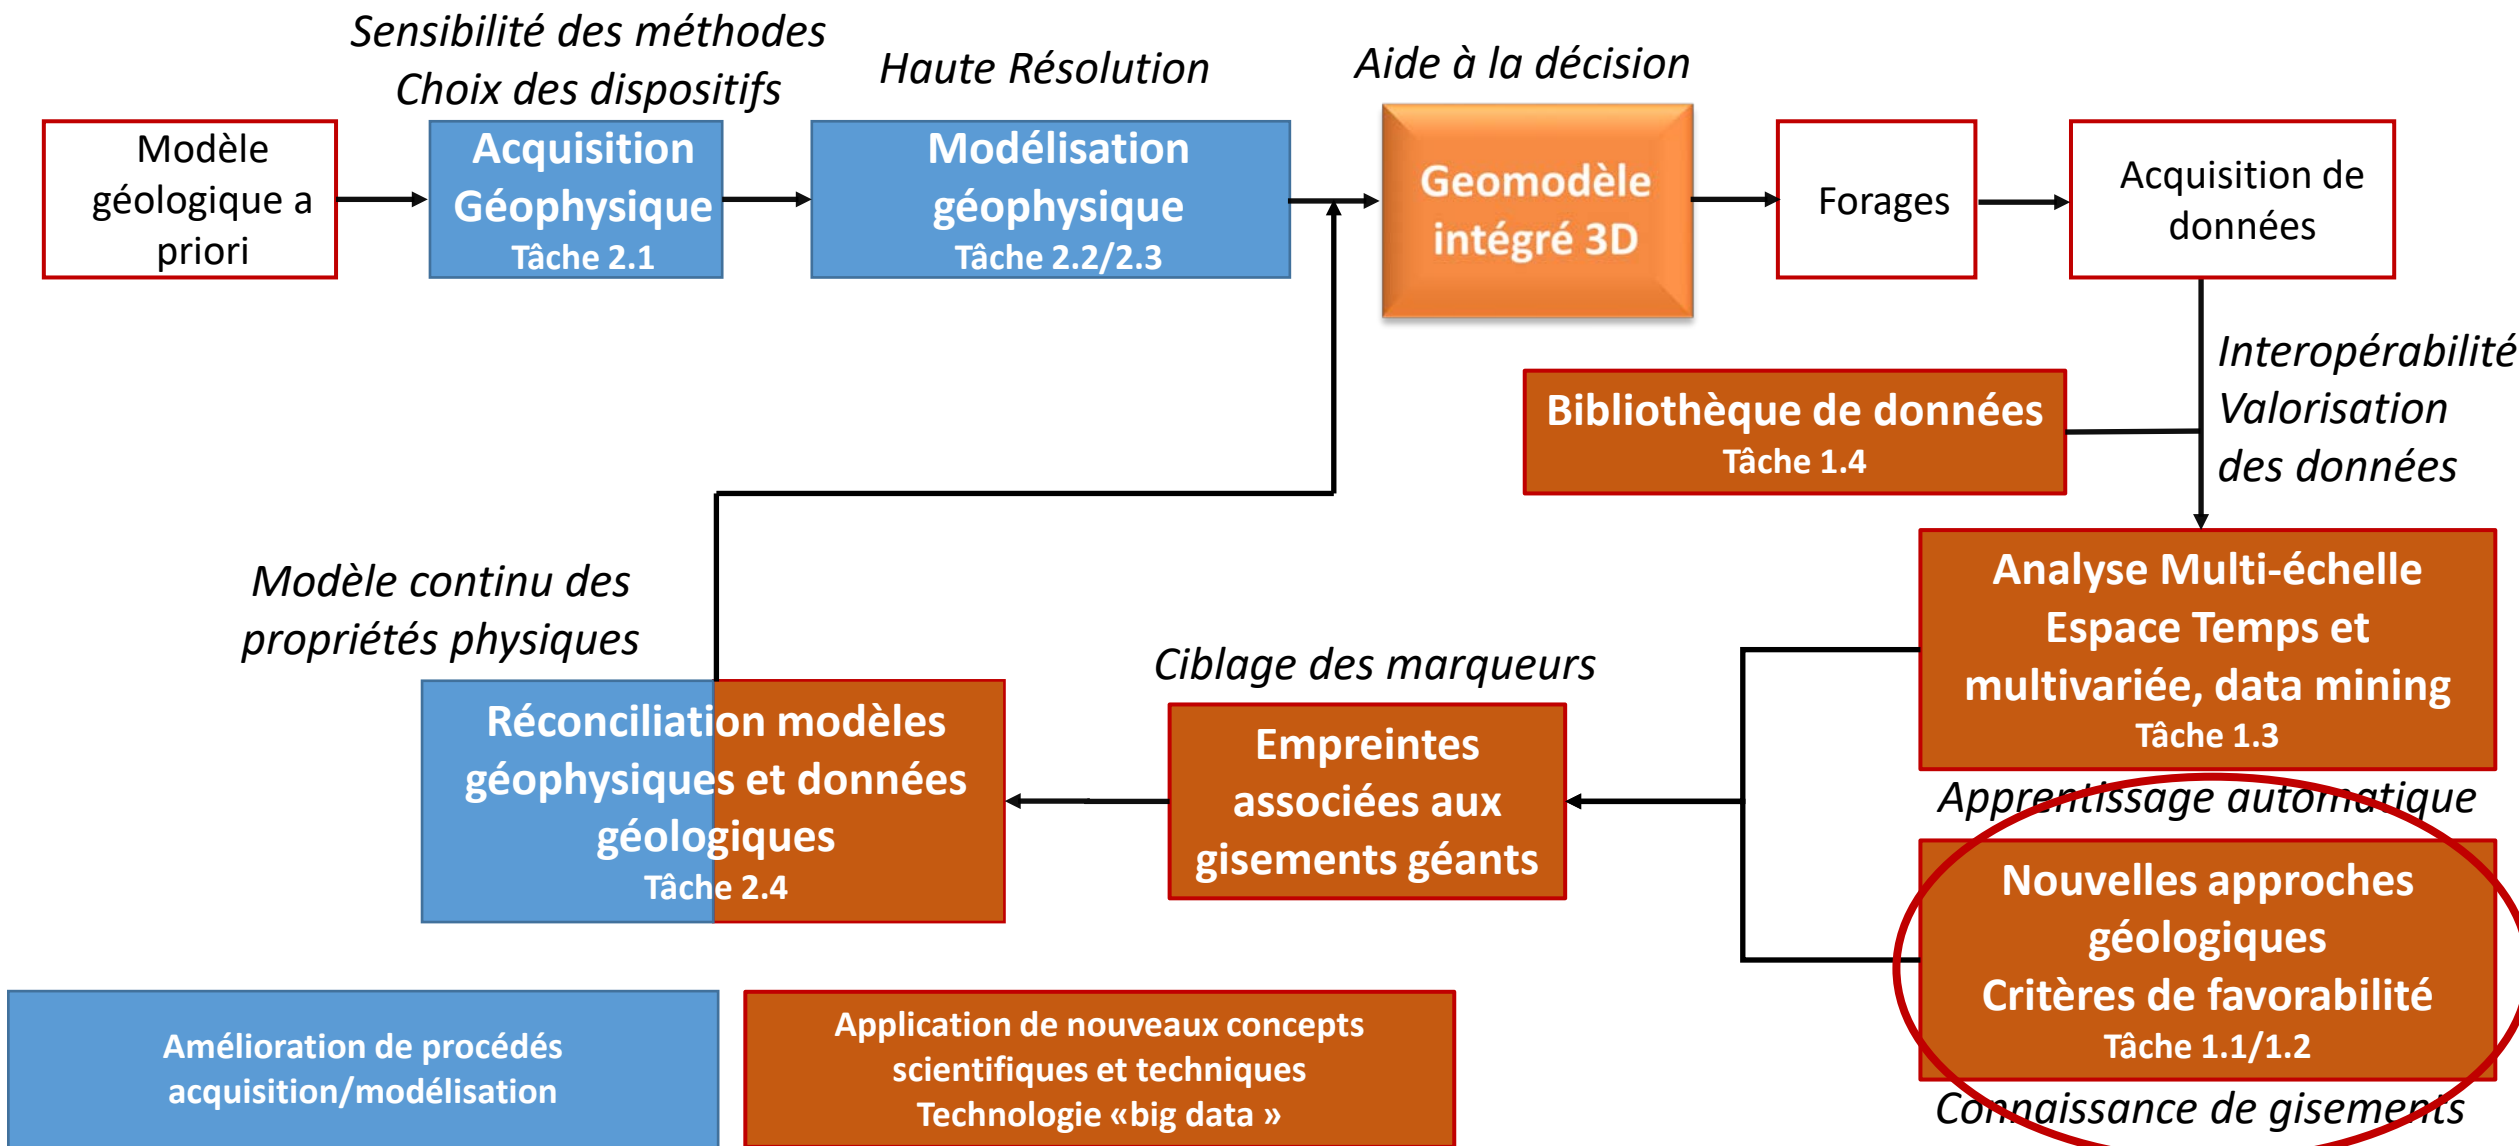 Sensibilité des méthodes
Choix des dispositifs
Haute Résolution
Aide à la décision
Modèle
géologique a
priori
Acquisition
Géophysique
Tâche 2.1
Modélisation
géophysique
Tâche 2.2/2.3
Geomodèle
intégré 3D
Forages
Acquisition de
données
Interopérabilité
Valorisation
des données
Bibliothèque de données
Tâche 1.4
Analyse Multi-échelle
Espace Temps et
multivariée, data mining
Tâche 1.3
Apprentissage automatique
Nouvelles approches
géologiques
Critères de favorabilité
Tâche 1.1/1.2
Connaissance de gisements
Ciblage des marqueurs
Empreintes
associées aux
gisements géants
Modèle continu des
propriétés physiques
Réconciliation modèles
géophysiques et données
géologiques
Tâche 2.4
Amélioration de procédés
acquisition/modélisation
Application de nouveaux concepts
scientifiques et techniques
Technologie «big data »